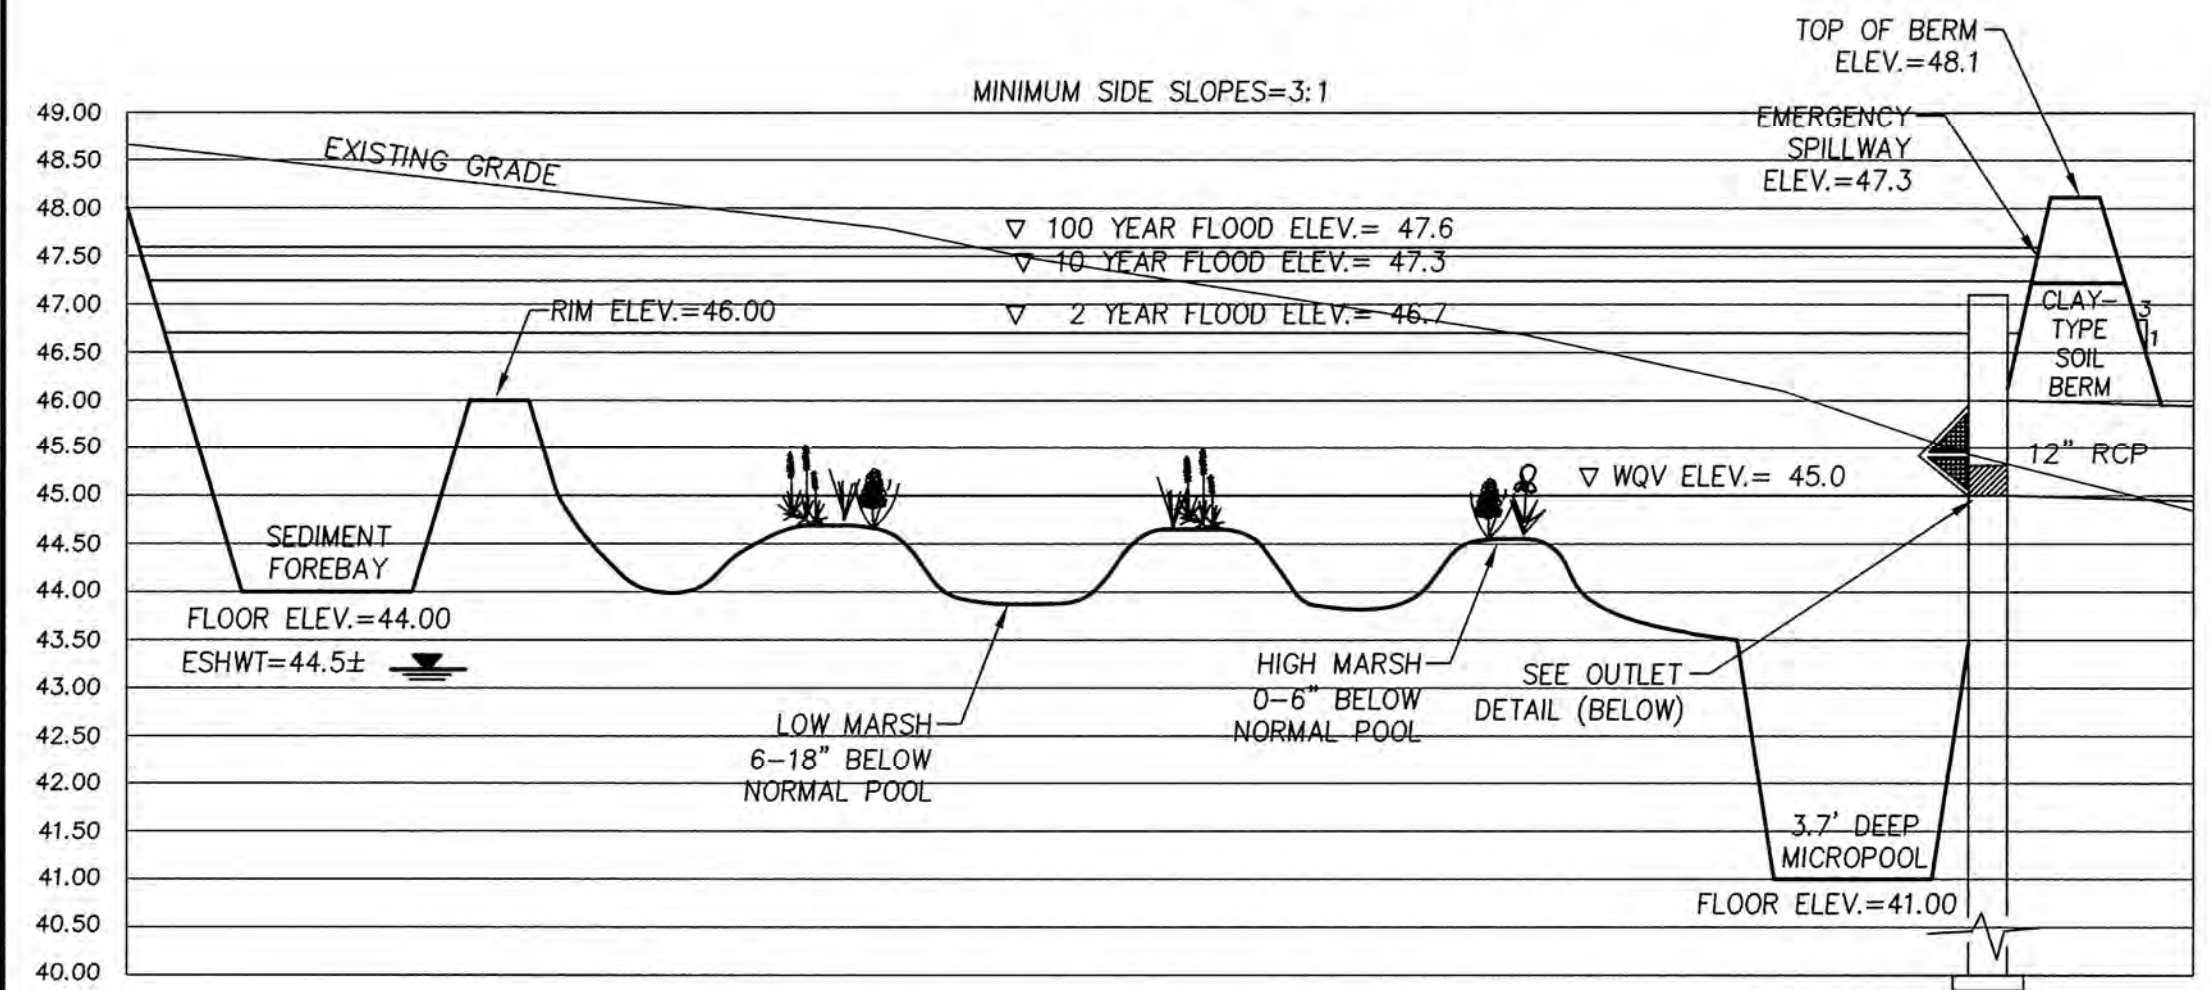 TOP OF BERM
ELEV.=48.1
MINIMUM SIDE SLOPES=3:1
EMERGENCY
SPILLWAY
ELEV.=47.3
49.00
48.50
48.00
47.50
47.00
46.50
46.00
45.50
45.00
44.50
44.00
43.50
43.00
42.50
42.00
41.50
41.00
40.50
40.00
EXISTING GRADE
100 YEAR FLOOD ELEV.= 47.6
10 YEAR FLOOD ELEV.= 47.3
2 YEAR FLOOD ELEV.= 46.7
RIM ELEV.=46.00
CLAY-
TYPE
SOIL
BERM
3
1
12" RCP
WQV ELEV.= 45.0
SEDIMENT
FOREBAY
FLOOR ELEV.=44.00
ESHWT=44.5±
LOW MARSH
6-18" BELOW
NORMAL POOL
HIGH MARSH
0-6" BELOW
NORMAL POOL
SEE OUTLET
DETAIL (BELOW)
3.7' DEEP
MICROPOOL
FLOOR ELEV.=41.00